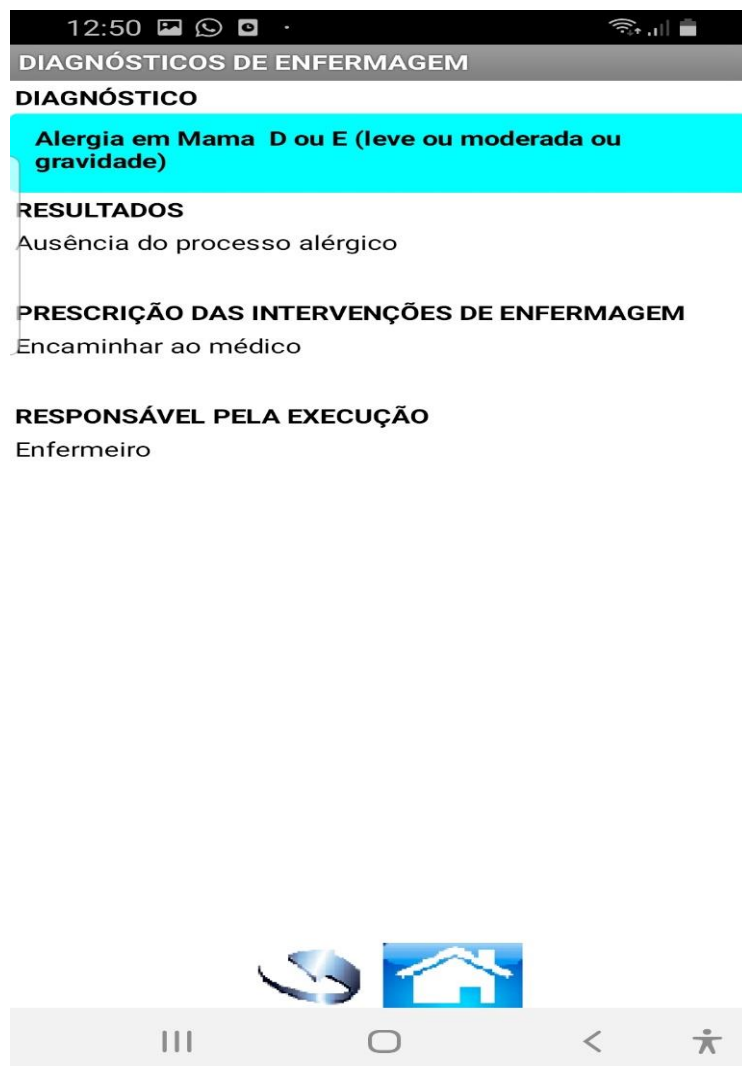 12:50
DIAGNÓSTICOS DE ENFERMAGEM
DIAGNÓSTICO
Alergia em Mama D ou E (leve ou moderada ou
gravidade)
RESULTADOS
Ausência do processo alérgico
PRESCRIÇÃO DAS INTERVENÇÕES DE ENFERMAGEM
Encaminhar ao médico
RESPONSÁVEL PELA EXECUÇÃO
Enfermeiro